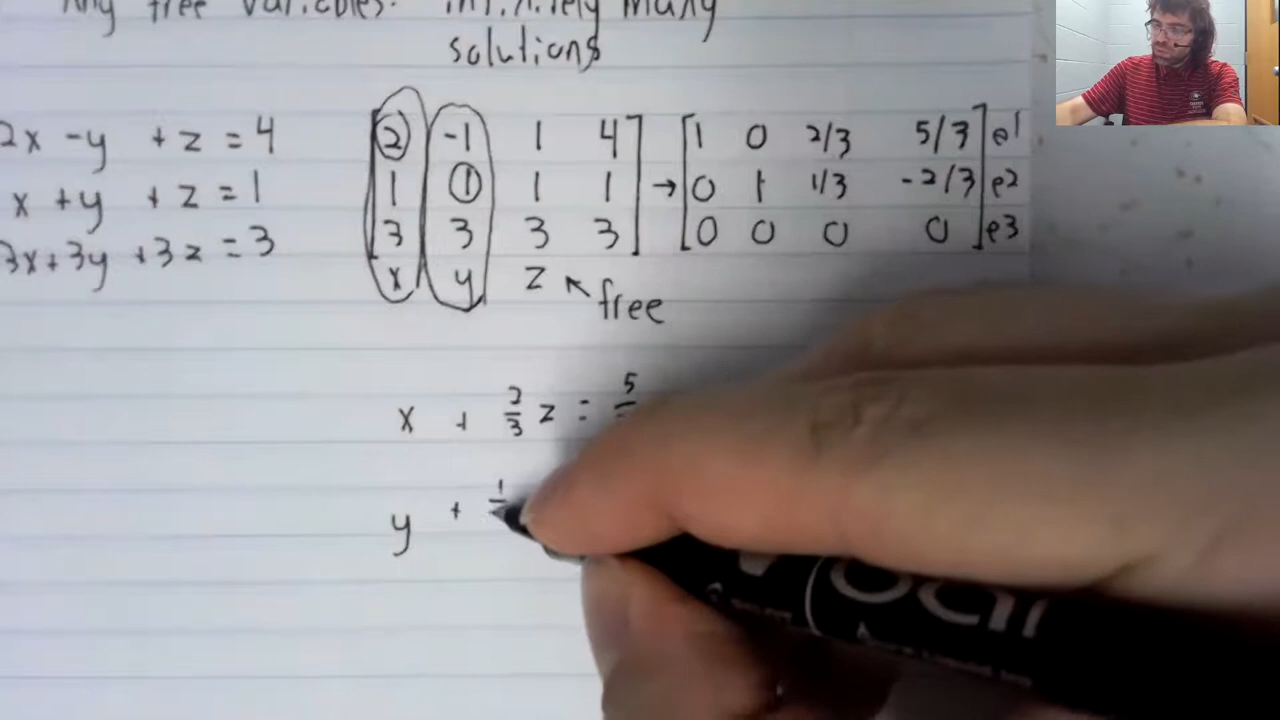 Any free variables: infinitely many
solutions
2x -y +z = 4
x +y +z = 1
3x+3y +3z = 3
2 -1 1 4
1 1 1 1
3 3 3 3
x y z ↖ free
→
1 0 2/3 5/3 e1
0 1 1/3 -2/3 e2
0 0 0 0 e3
x + 2/3 z = 5
y + 1